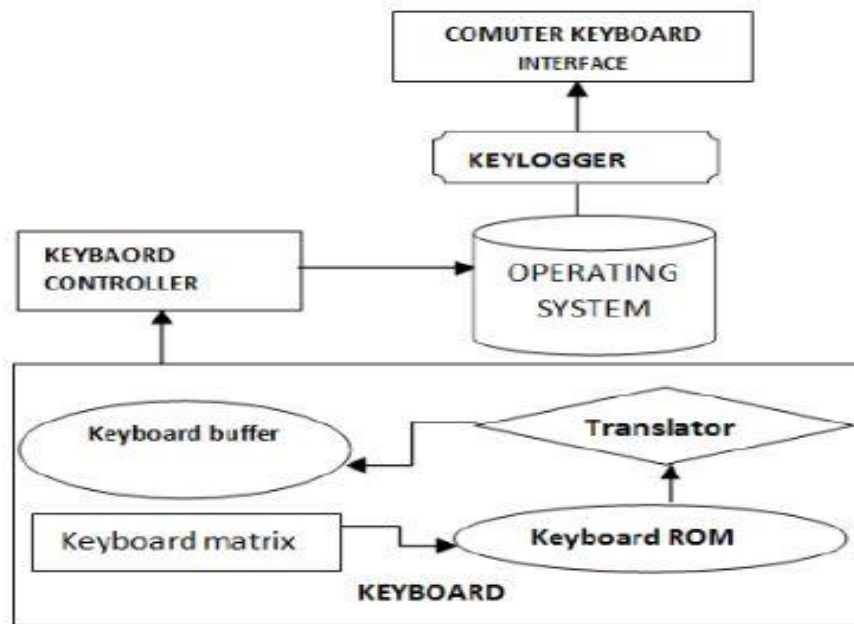 COMUTER KEYBOARD
INTERFACE
KEYLOGGER
KEYBAORD
CONTROLLER
OPERATING
SYSTEM
Keyboard buffer
Translator
Keyboard matrix
Keyboard ROM
KEYBOARD